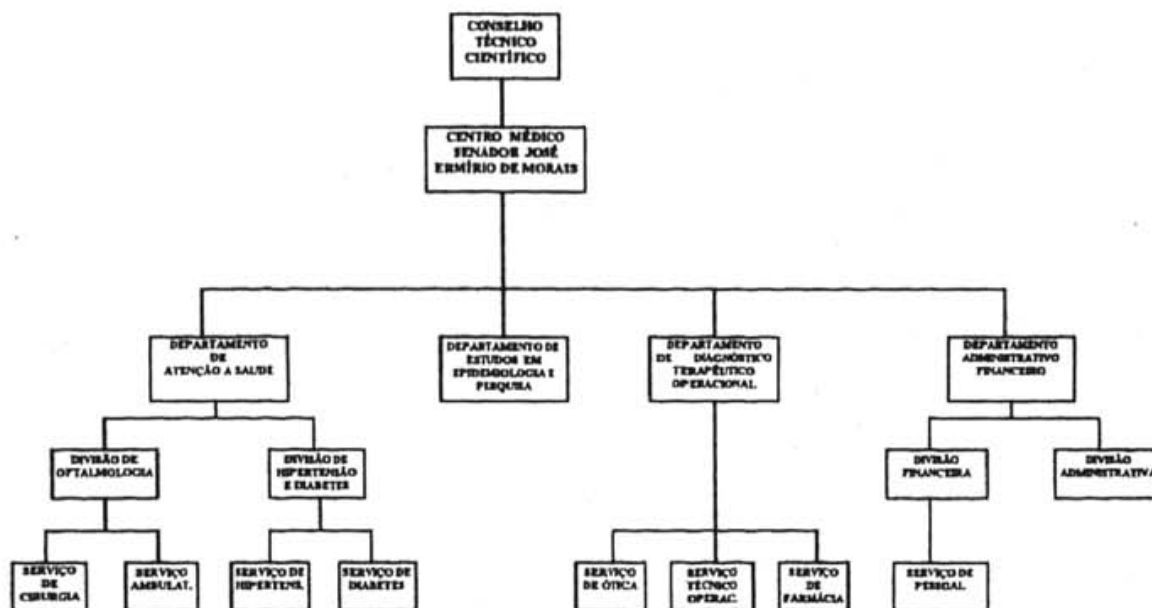 CONSELHO
TÉCNICO
CIENTÍFICO
CENTRO MÉDICO
SENADOR JOSÉ
ERMÍRIO DE MORAIS
DEPARTAMENTO
DE
ATENÇÃO A SAUDE
DEPARTAMENTO DE
ESTUDOS EM
EPIDEMIOLOGIA E
PESQUISA
DEPARTAMENTO
DE DIAGNÓSTICO
TERAPÊUTICO
OPERACIONAL
DEPARTAMENTO
ADMINISTRATIVO
FINANCEIRO
DIVISÃO DE
OFTALMOLOGIA
DIVISÃO DE
HIPERTENSÃO
E DIABETES
DIVISÃO
FINANCEIRA
DIVISÃO
ADMINISTRATIVA
SERVIÇO
DE
CIRURGIA
SERVIÇO
AMBULAT.
SERVIÇO DE
HIPERTENS.
SERVIÇO DE
DIABETES
SERVIÇO
DE ÓTICA
SERVIÇO
TÉCNICO
OPERAC.
SERVIÇO
DE
FARMÁCIA
SERVIÇO DE
PESSOAL